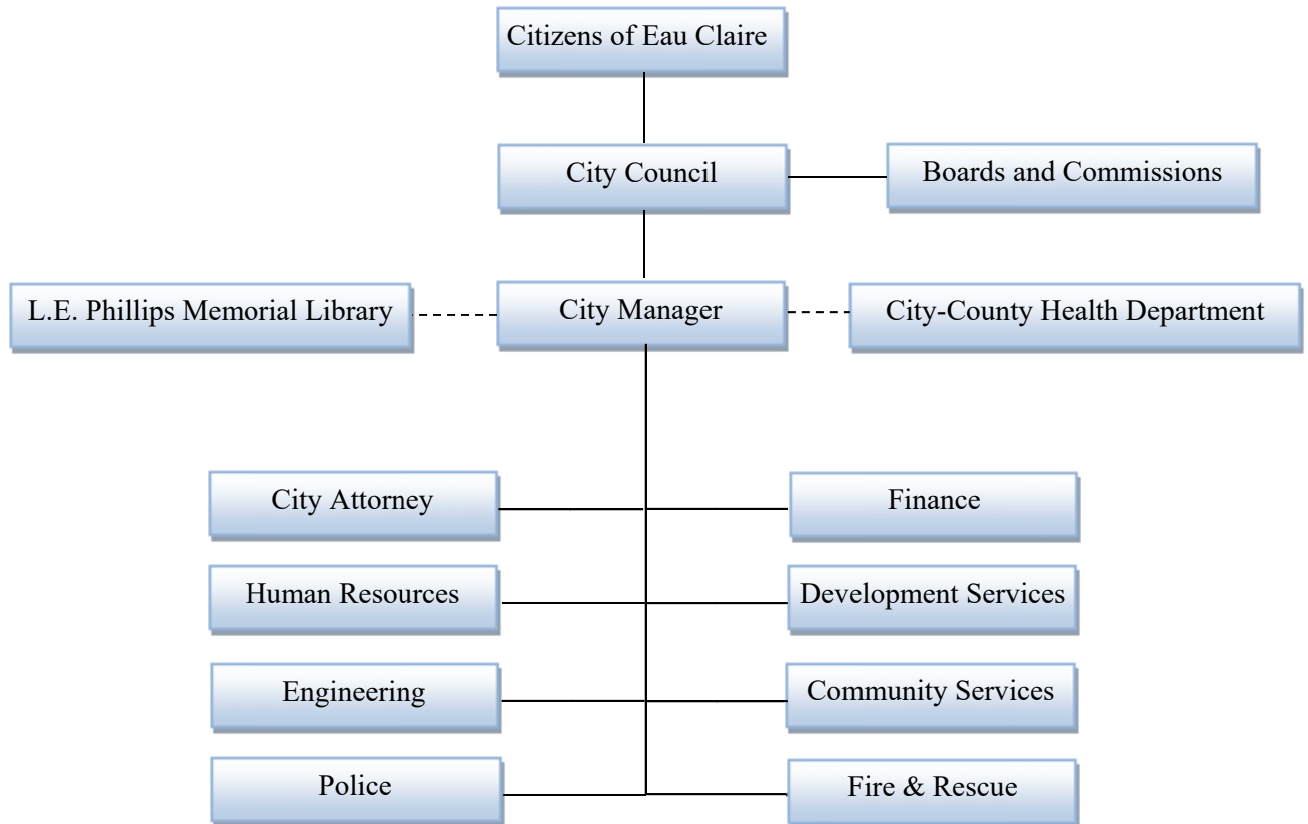 Citizens of Eau Claire
City Council
Boards and Commissions
L.E. Phillips Memorial Library
City Manager
City-County Health Department
City Attorney
Finance
Human Resources
Development Services
Engineering
Community Services
Police
Fire & Rescue